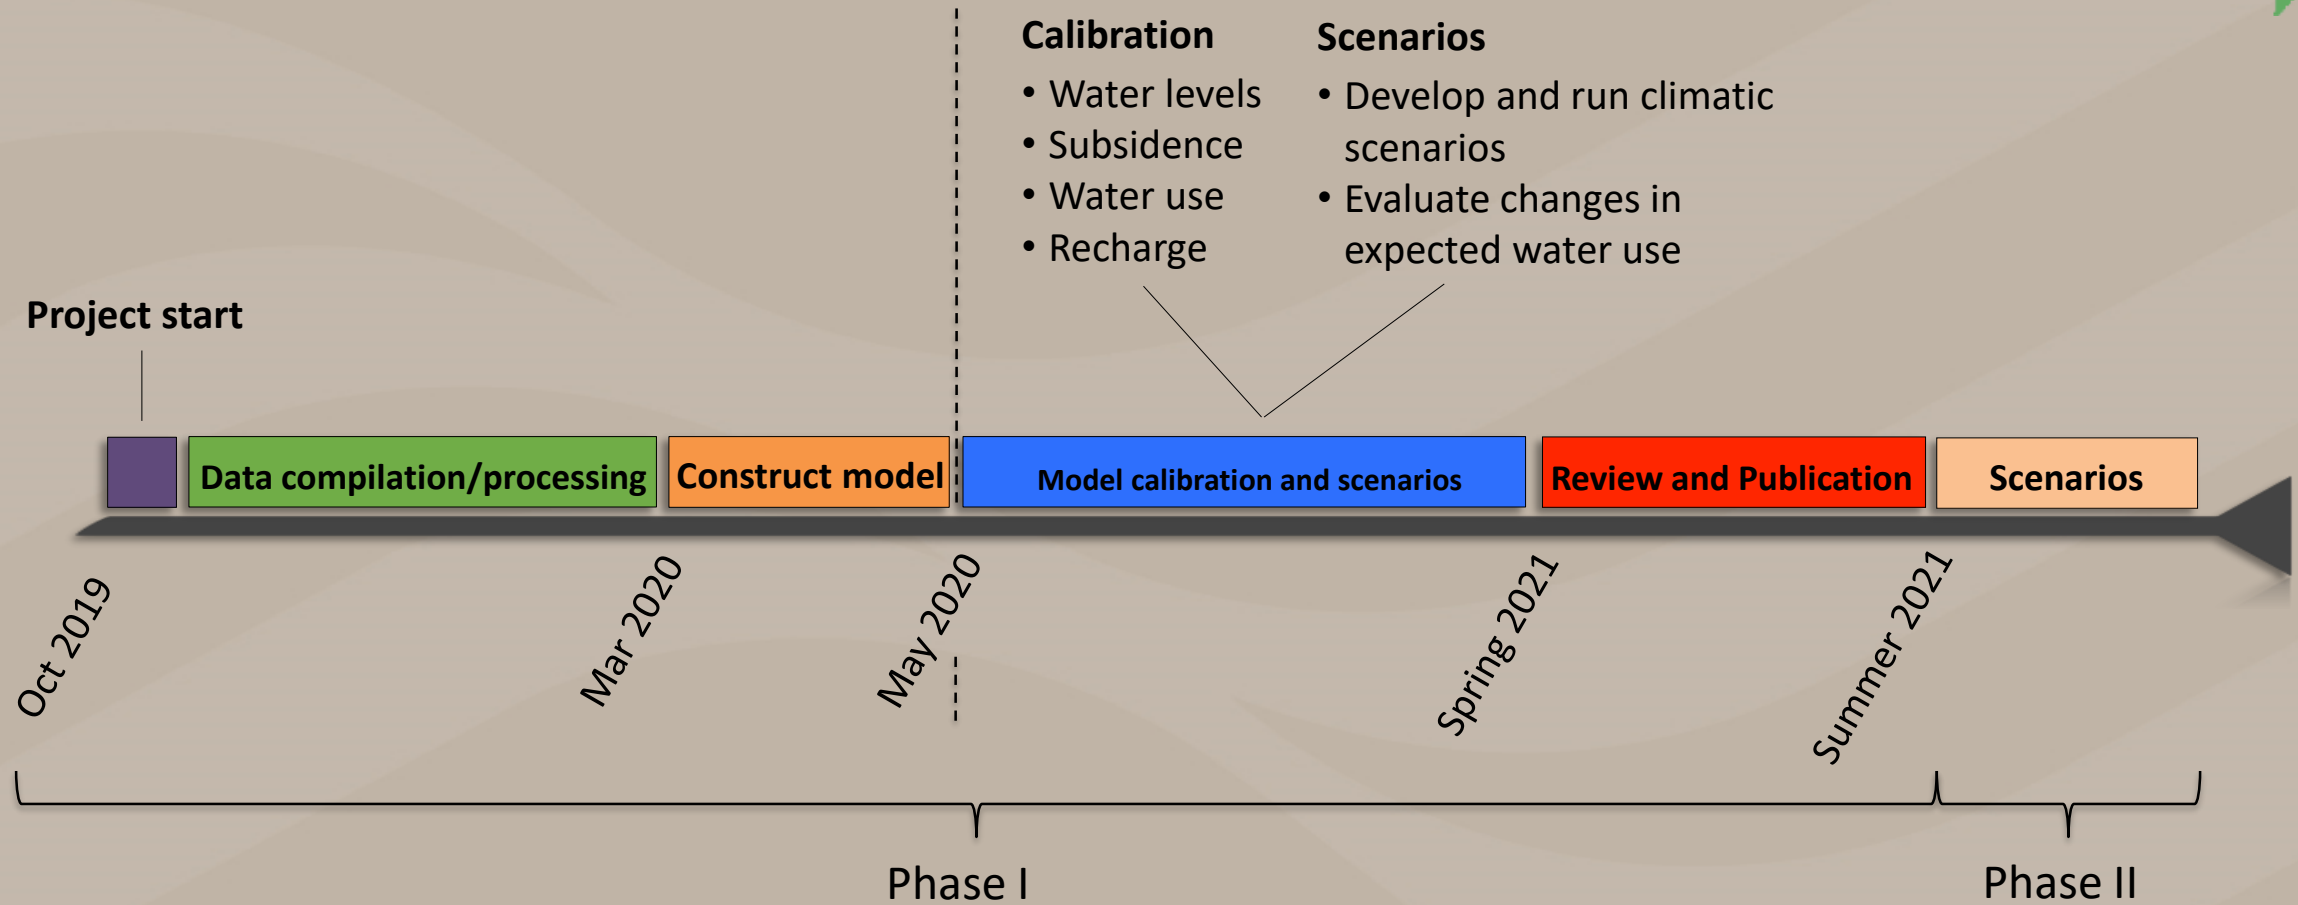 Calibration
• Water levels
• Subsidence
• Water use
• Recharge
Scenarios
• Develop and run climatic
scenarios
• Evaluate changes in
expected water use
Project start
Data compilation/processing
Construct model
Model calibration and scenarios
Review and Publication
Scenarios
Oct 2019
Mar 2020
May 2020
Spring 2021
Summer 2021
Phase I
Phase II